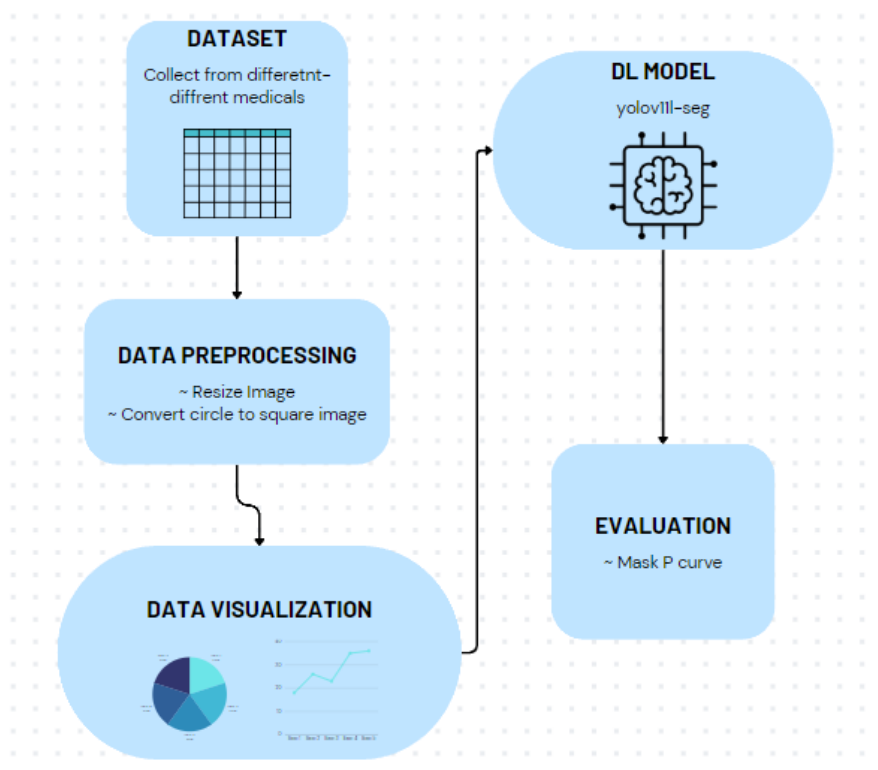 DATASET
Collect from differetnt-
diffrent medicals
DATA PREPROCESSING
~ Resize Image
~ Convert circle to square image
DATA VISUALIZATION
DL MODEL
yolov11l-seg
EVALUATION
~ Mask P curve